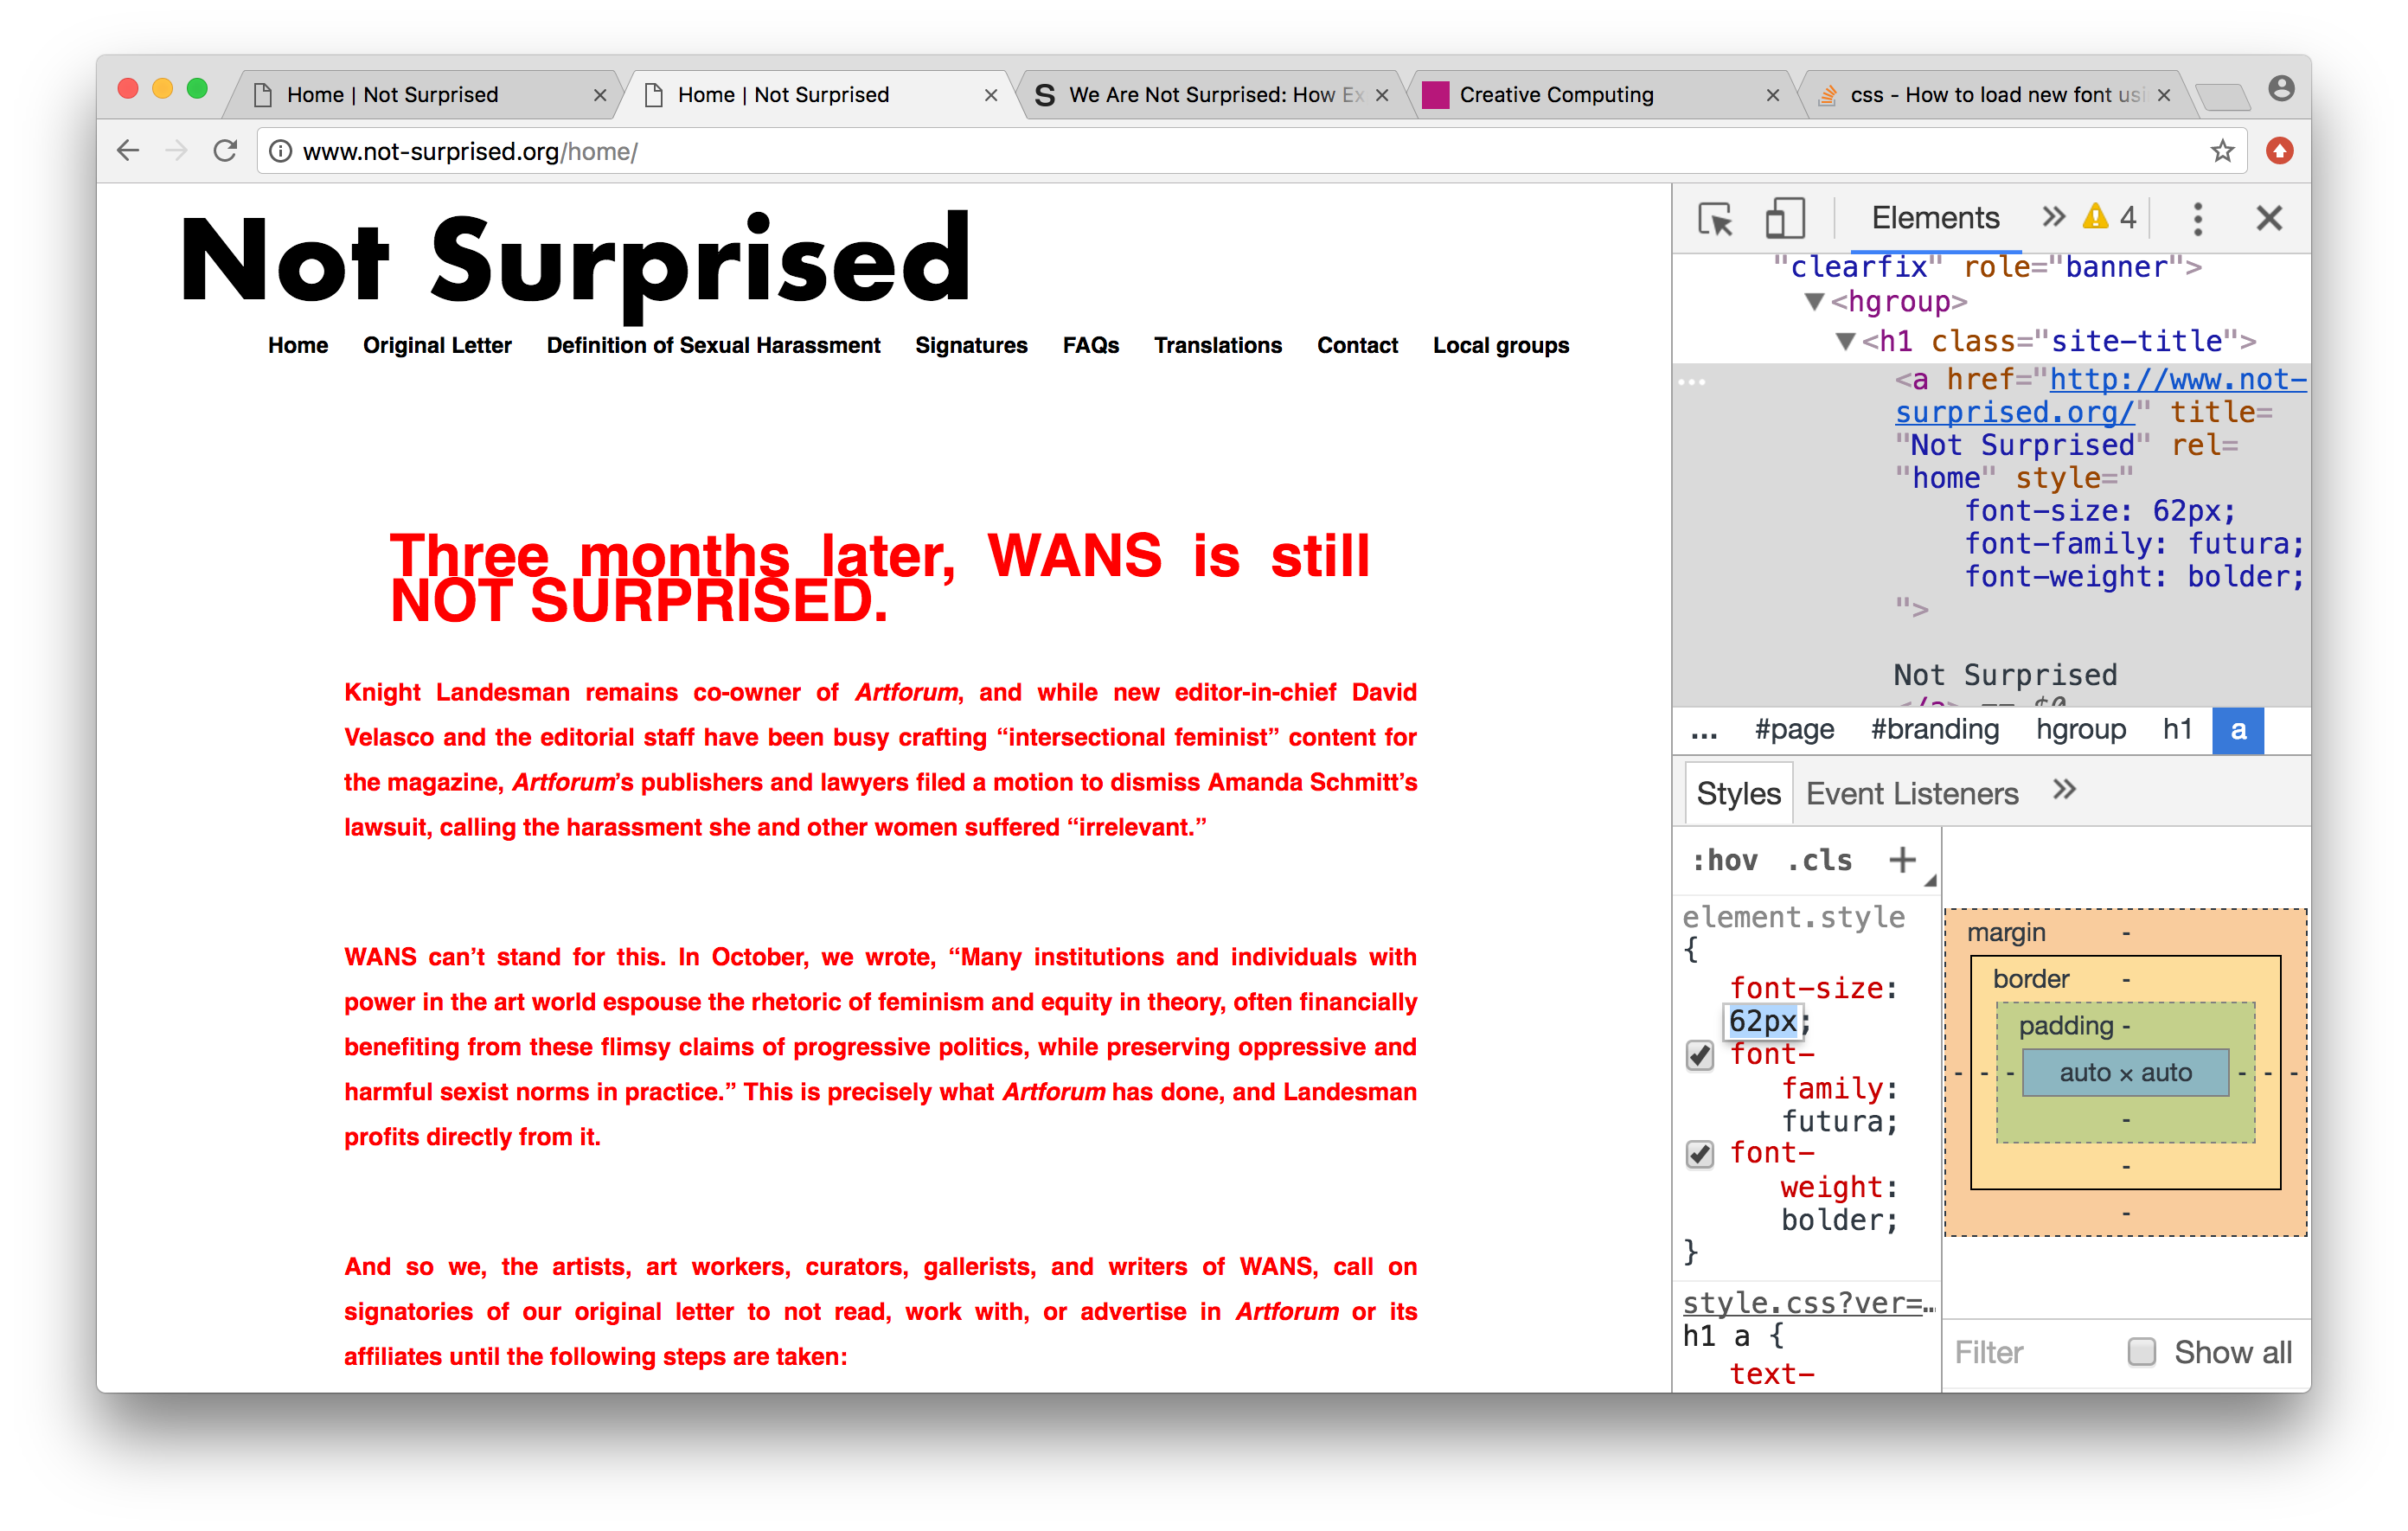 Home | Not Surprised
Home | Not Surprised
We Are Not Surprised: How Ex
Creative Computing
css - How to load new font usi
www.not-surprised.org/home/
Not Surprised
Home Original Letter Definition of Sexual Harassment Signatures FAQs Translations Contact Local groups
Three months later, WANS is still
NOT SURPRISED.
Knight Landesman remains co-owner of Artforum, and while new editor-in-chief David
Velasco and the editorial staff have been busy crafting “intersectional feminist” content for
the magazine, Artforum’s publishers and lawyers filed a motion to dismiss Amanda Schmitt’s
lawsuit, calling the harassment she and other women suffered “irrelevant.”
WANS can’t stand for this. In October, we wrote, “Many institutions and individuals with
power in the art world espouse the rhetoric of feminism and equity in theory, often financially
benefiting from these flimsy claims of progressive politics, while preserving oppressive and
harmful sexist norms in practice.” This is precisely what Artforum has done, and Landesman
profits directly from it.
And so we, the artists, art workers, curators, gallerists, and writers of WANS, call on
signatories of our original letter to not read, work with, or advertise in Artforum or its
affiliates until the following steps are taken:
Elements » 4
"clearfix" role="banner">
▼<hgroup>
▼<h1 class="site-title">
<a href="http://www.not-
surprised.org/" title=
"Not Surprised" rel=
"home" style="
font-size: 62px;
font-family: futura;
font-weight: bolder;
">
Not Surprised
</a> == $0
... #page #branding hgroup h1 a
Styles Event Listeners »
:hov .cls +
element.style
{
font-size:
62px;
font-
family:
futura;
font-
weight:
bolder;
}
style.css?ver=…
h1 a {
text-
margin -
border -
padding -
- - - auto × auto - - -
-
-
-
Filter Show all